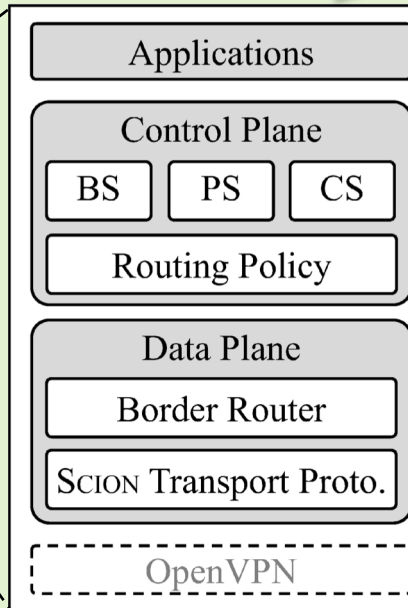 Applications
Control Plane
BS PS CS
Routing Policy
Data Plane
Border Router
SCION Transport Proto.
OpenVPN